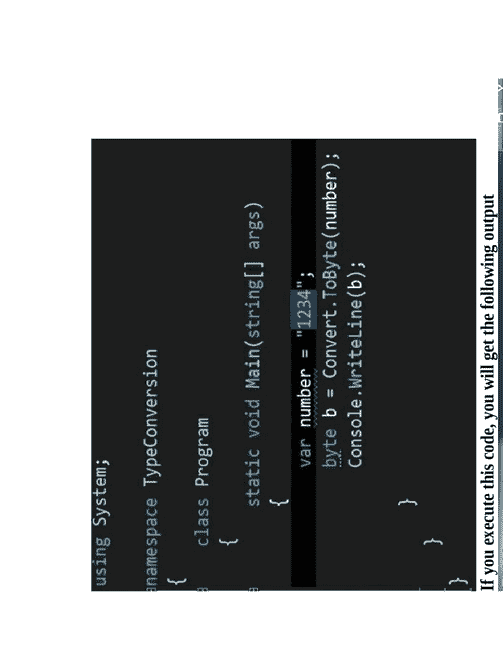 using System;
namespace TypeConversion
{
class Program
{
static void Main(string[] args)
{
var number = "1234";
byte b = Convert.ToByte(number);
Console.WriteLine(b);
}
}
}
If you execute this code, you will get the following output